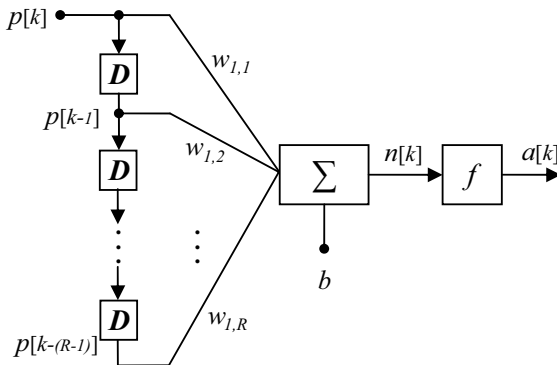 p[k]
D
w1,1
p[k-1]
w1,2
n[k]
a[k]
D
Σ
f
b
D
w1,R
p[k-(R-1)]